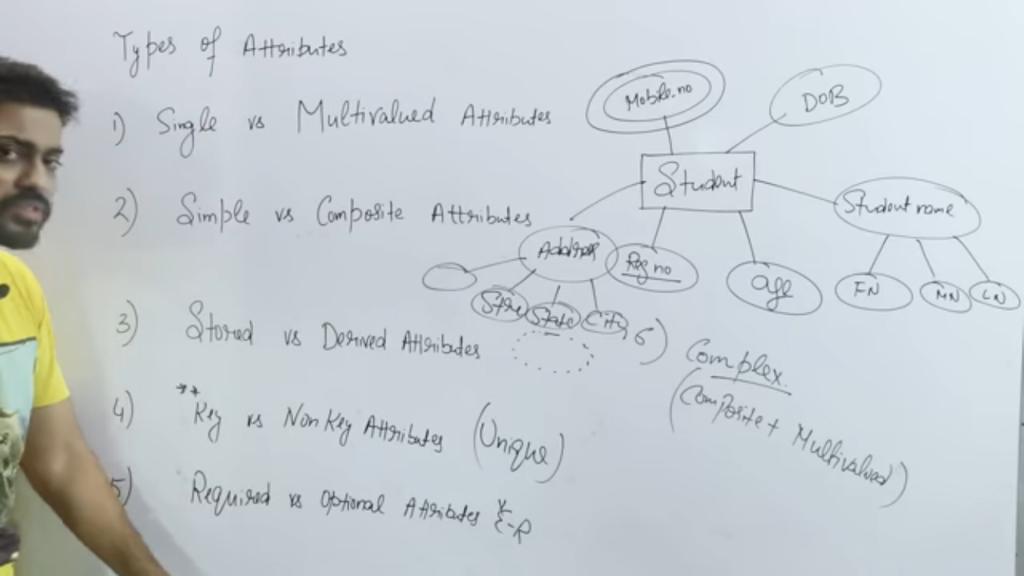 Types of Attributes
1) Single vs Multivalued Attributes
2) Simple vs Composite Attributes
3) Stored vs Derived Attributes
4) **Key vs Non Key Attributes (Unique)
5) Required vs Optional Attributes E-R
Mobile.no
DOB
Student
Student name
Address
Reg no
age
FN
MN
LN
State
City
6) Complex.
(Composite + Multivalued)